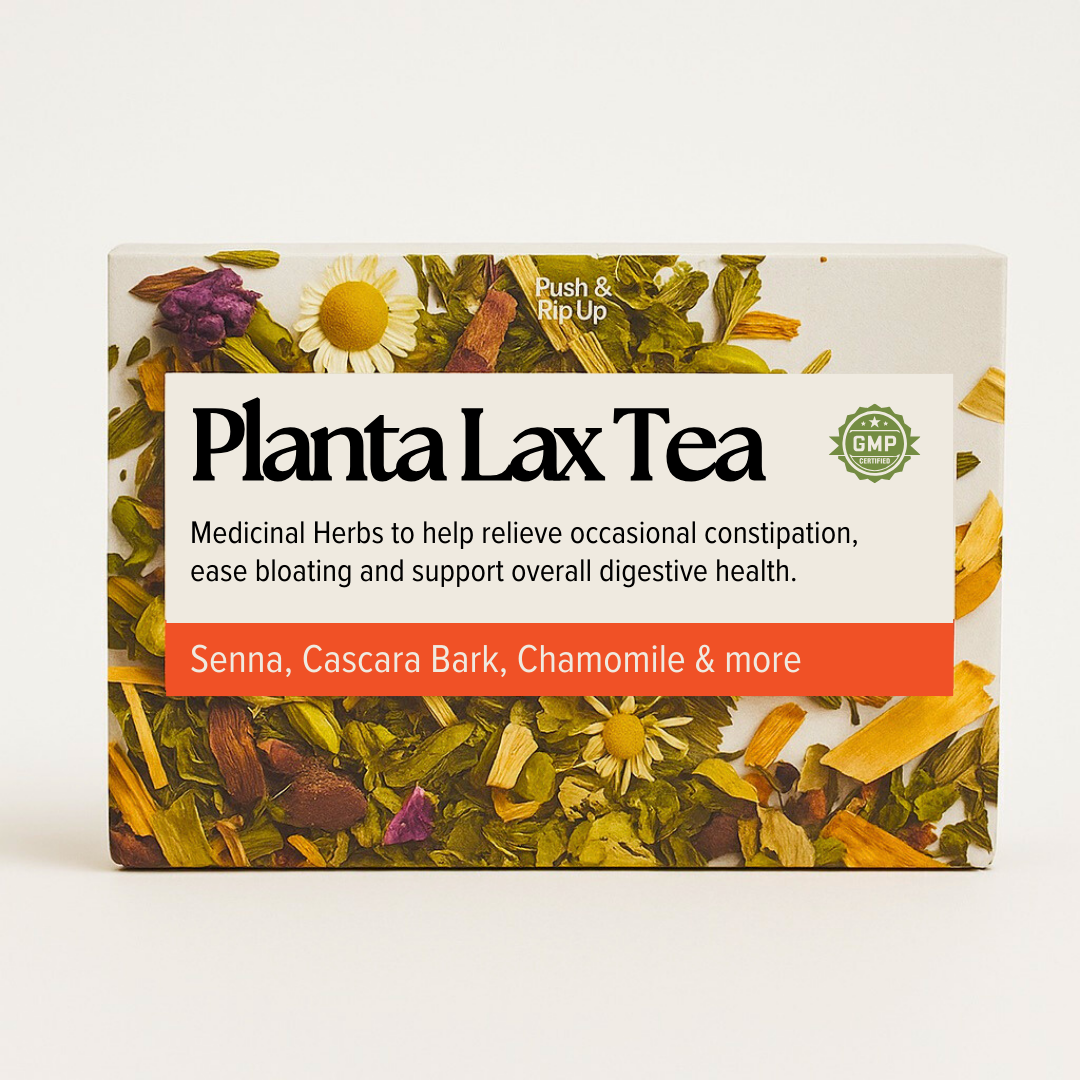 Push &
Rip Up
Planta Lax Tea
GMP
CERTIFIED
Medicinal Herbs to help relieve occasional constipation,
ease bloating and support overall digestive health.
Senna, Cascara Bark, Chamomile & more